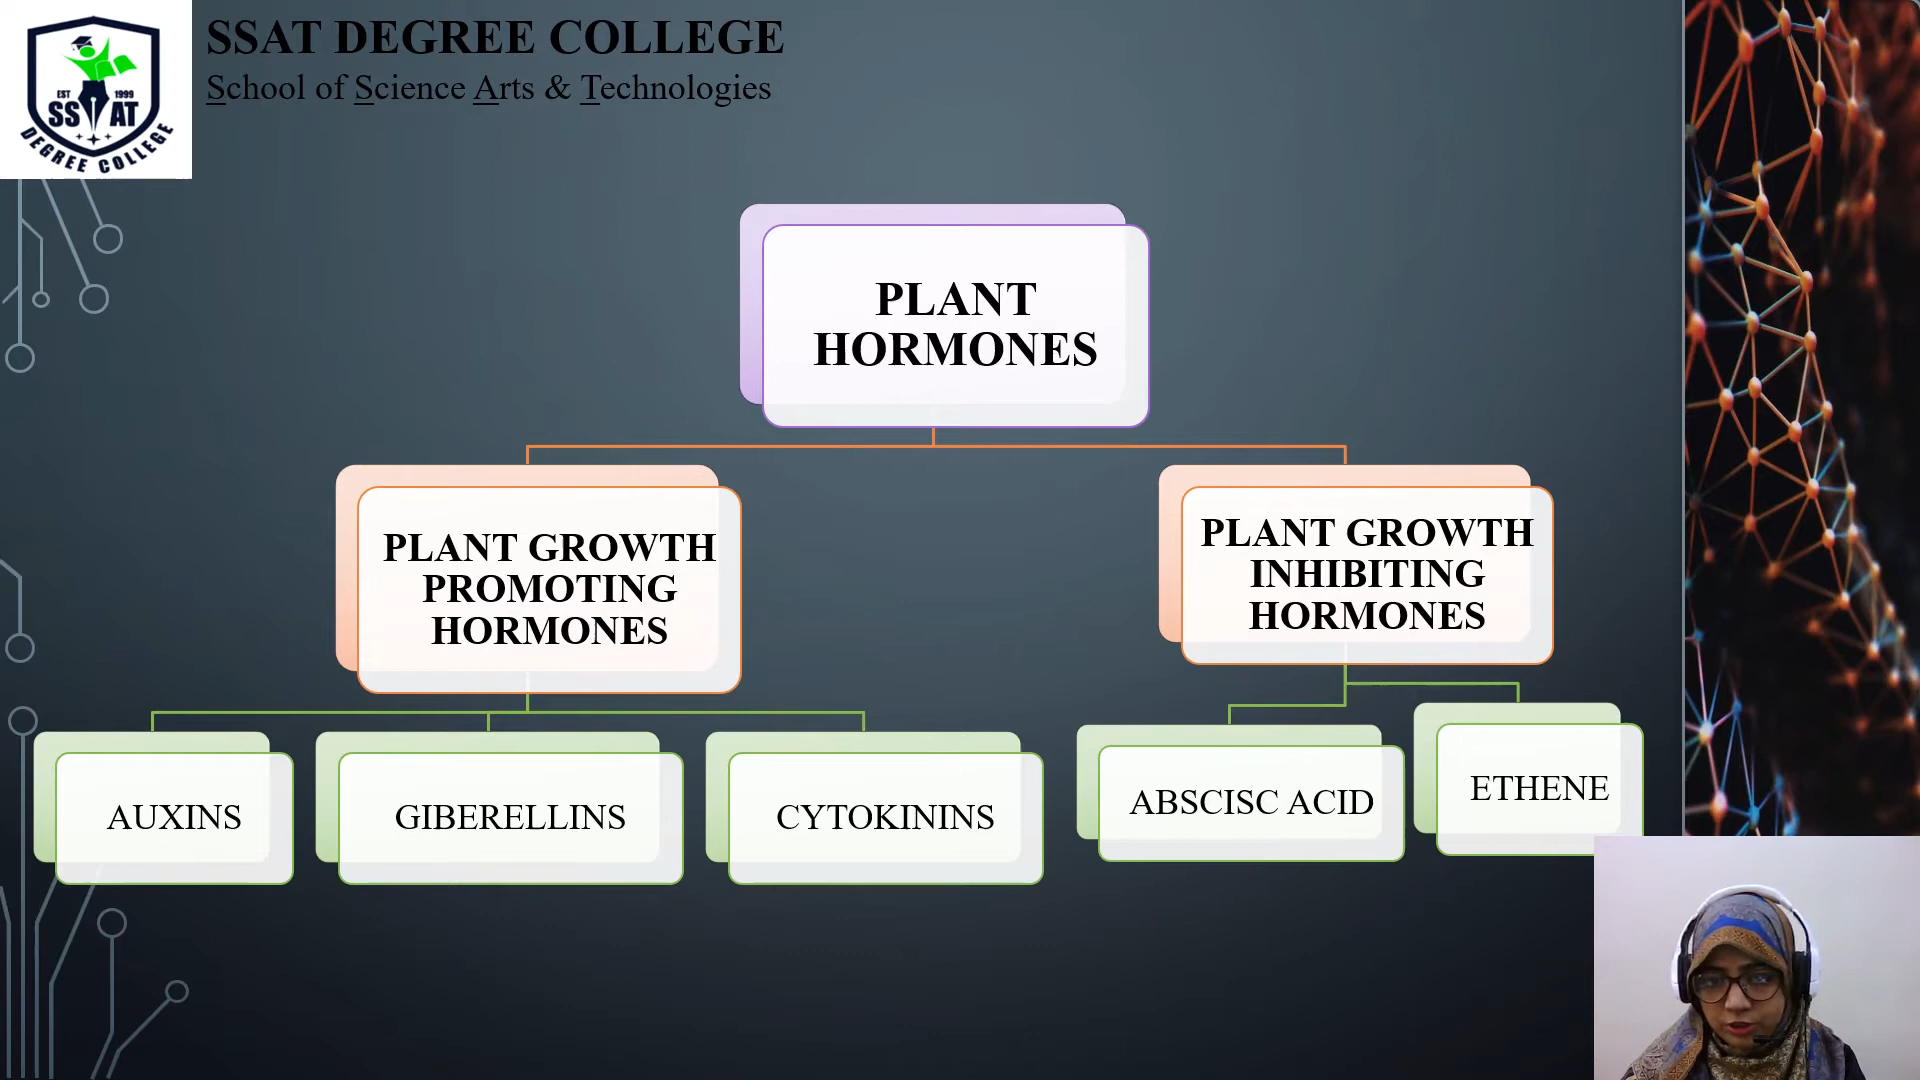 SSAT DEGREE COLLEGE
School of Science Arts & Technologies
EST 1999
SS AT
DEGREE COLLEGE
PLANT
HORMONES
PLANT GROWTH
PROMOTING
HORMONES
PLANT GROWTH
INHIBITING
HORMONES
AUXINS
GIBERELLINS
CYTOKININS
ABSCISC ACID
ETHENE